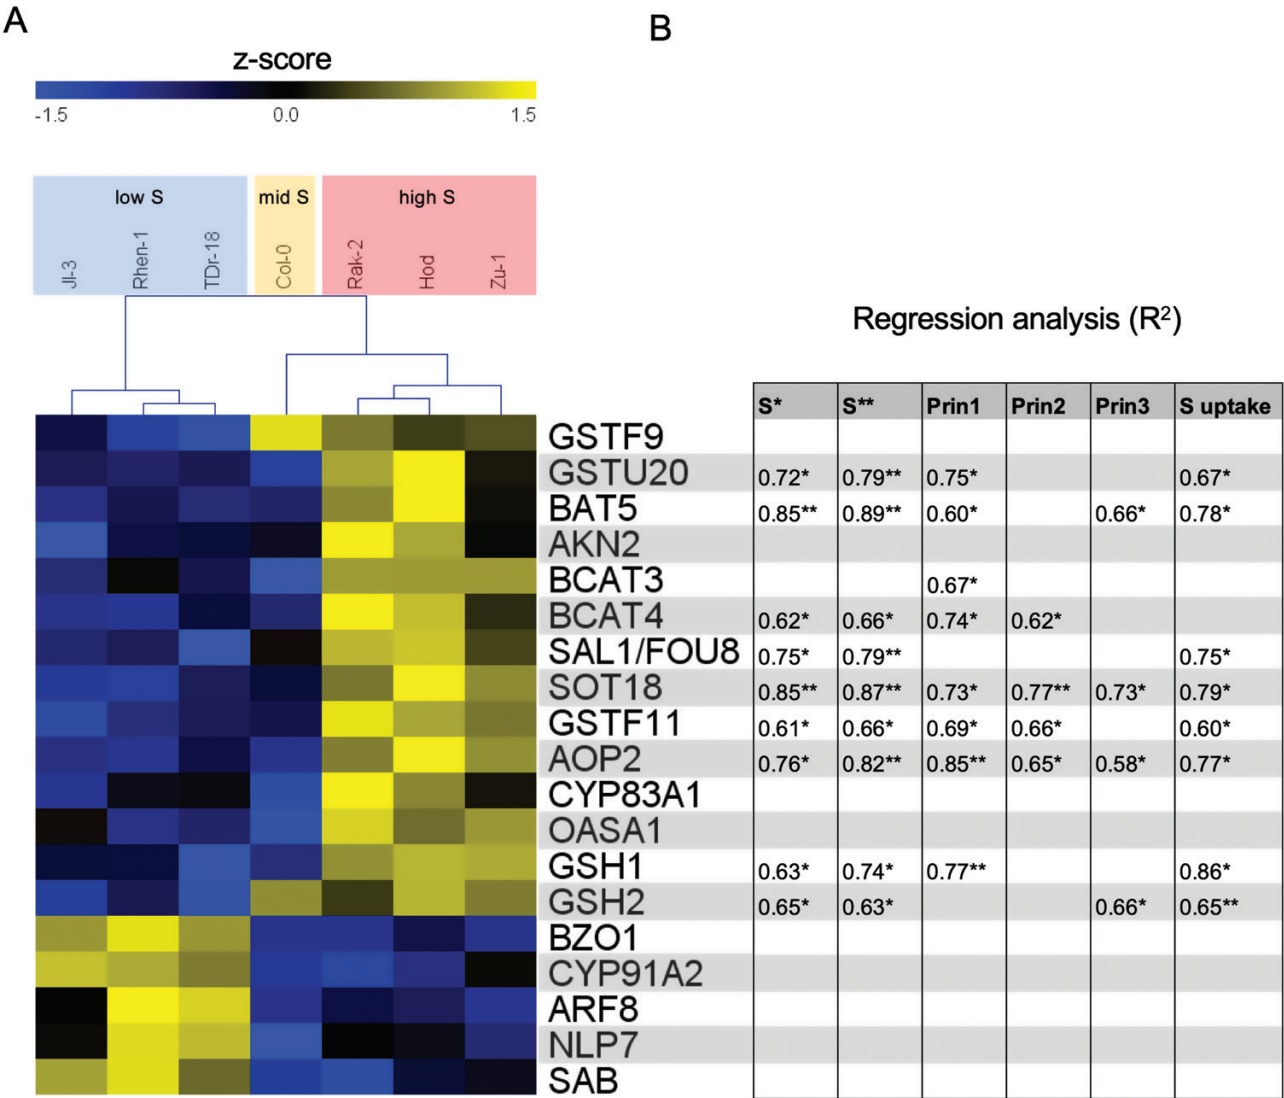 A
B
z-score
-1.5 0.0 1.5
low S mid S high S
Jl-3 Rhen-1 TDr-18 Col-0 Rak-2 Hod Zu-1
Regression analysis (R²)
S* S** Prin1 Prin2 Prin3 S uptake
GSTF9
GSTU20 0.72* 0.79** 0.75* 0.67*
BAT5 0.85** 0.89** 0.60* 0.66* 0.78*
AKN2
BCAT3 0.67*
BCAT4 0.62* 0.66* 0.74* 0.62*
SAL1/FOU8 0.75* 0.79** 0.75*
SOT18 0.85** 0.87** 0.73* 0.77** 0.73* 0.79*
GSTF11 0.61* 0.66* 0.69* 0.66* 0.60*
AOP2 0.76* 0.82** 0.85** 0.65* 0.58* 0.77*
CYP83A1
OASA1
GSH1 0.63* 0.74* 0.77** 0.86*
GSH2 0.65* 0.63* 0.66* 0.65**
BZO1
CYP91A2
ARF8
NLP7
SAB